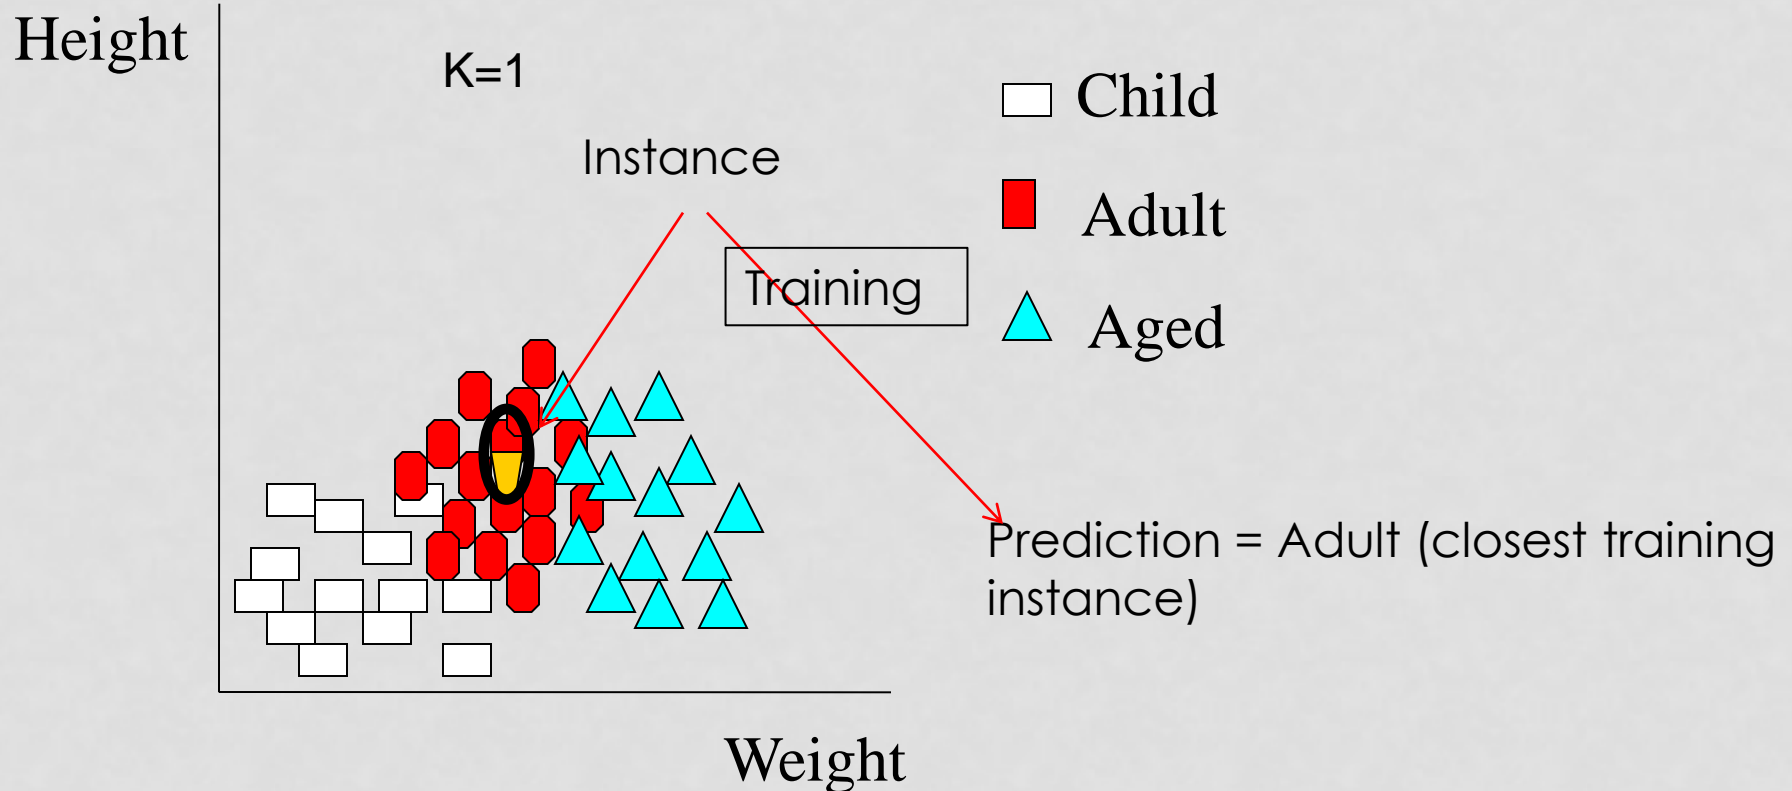 Height
K=1
Child
Instance
Adult
Training
Aged
Prediction = Adult (closest training
instance)
Weight